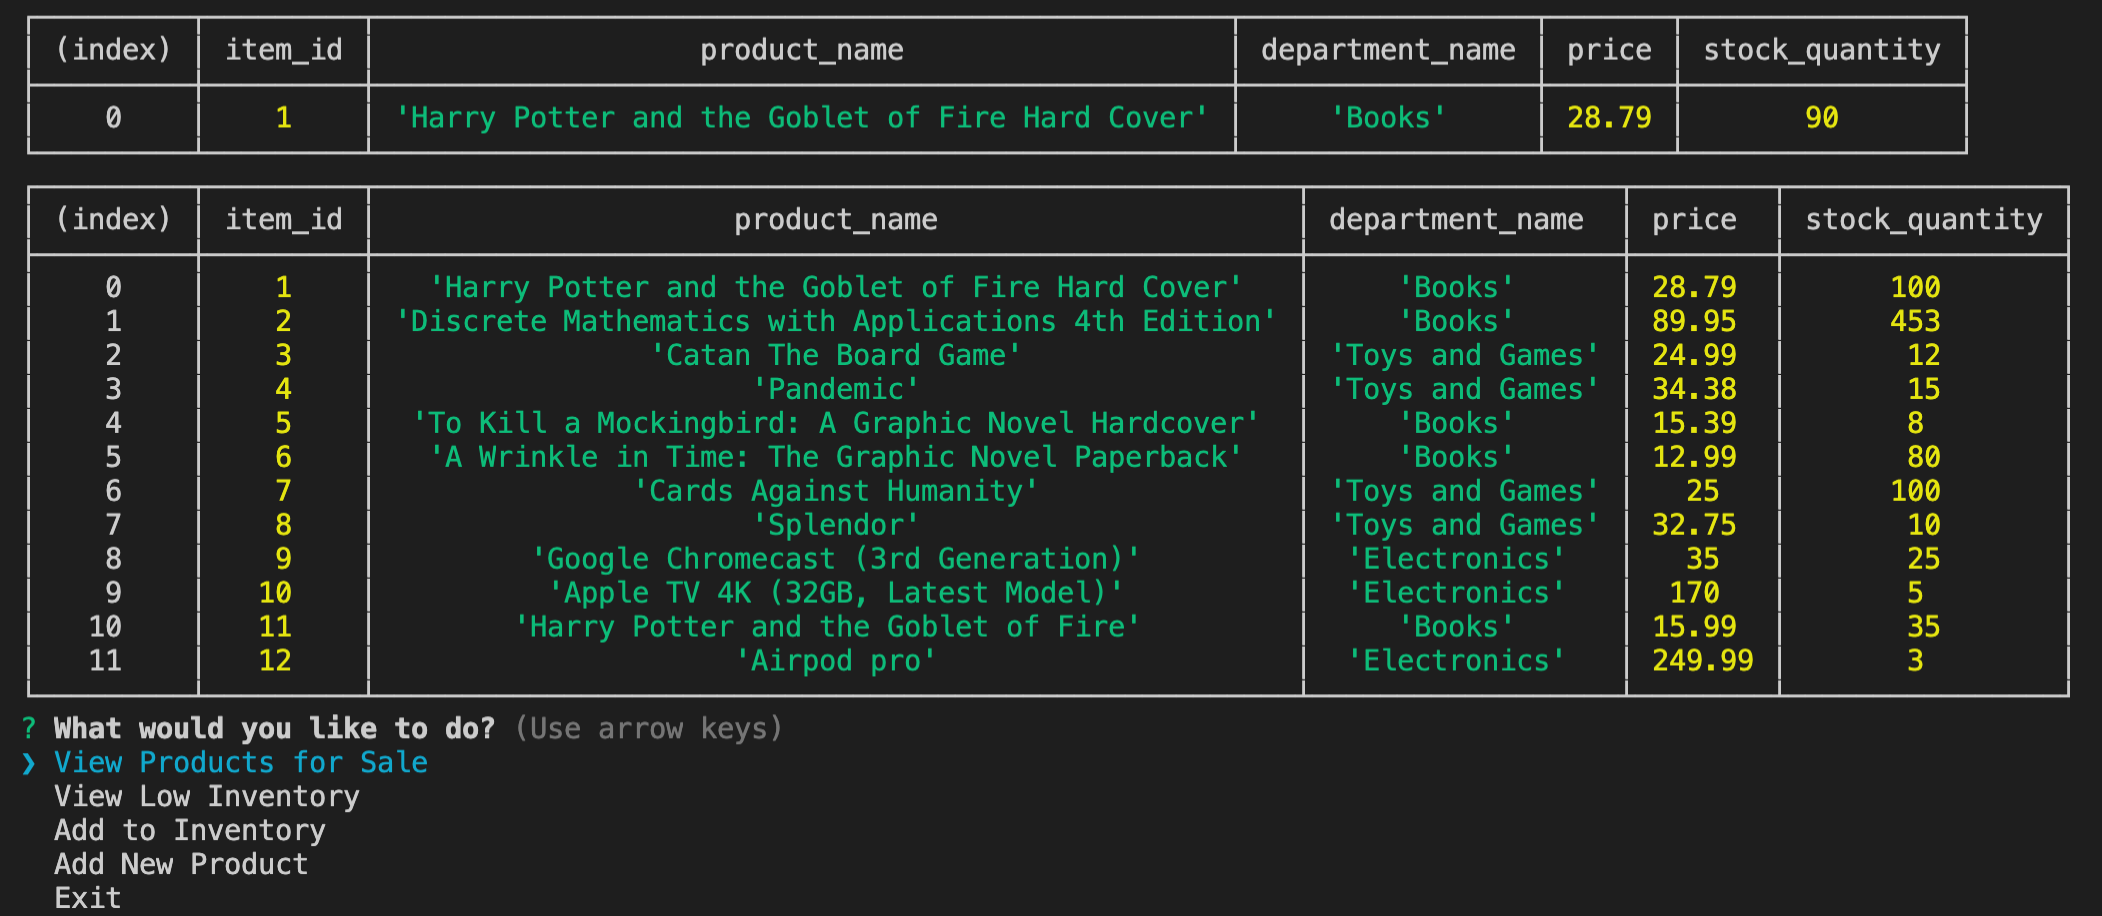 (index) item_id product_name department_name price stock_quantity
0 1 'Harry Potter and the Goblet of Fire Hard Cover' 'Books' 28.79 90
(index) item_id product_name department_name price stock_quantity
0 1 'Harry Potter and the Goblet of Fire Hard Cover' 'Books' 28.79 100
1 2 'Discrete Mathematics with Applications 4th Edition' 'Books' 89.95 453
2 3 'Catan The Board Game' 'Toys and Games' 24.99 12
3 4 'Pandemic' 'Toys and Games' 34.38 15
4 5 'To Kill a Mockingbird: A Graphic Novel Hardcover' 'Books' 15.39 8
5 6 'A Wrinkle in Time: The Graphic Novel Paperback' 'Books' 12.99 80
6 7 'Cards Against Humanity' 'Toys and Games' 25 100
7 8 'Splendor' 'Toys and Games' 32.75 10
8 9 'Google Chromecast (3rd Generation)' 'Electronics' 35 25
9 10 'Apple TV 4K (32GB, Latest Model)' 'Electronics' 170 5
10 11 'Harry Potter and the Goblet of Fire' 'Books' 15.99 35
11 12 'Airpod pro' 'Electronics' 249.99 3
? What would you like to do? (Use arrow keys)
❯ View Products for Sale
View Low Inventory
Add to Inventory
Add New Product
Exit